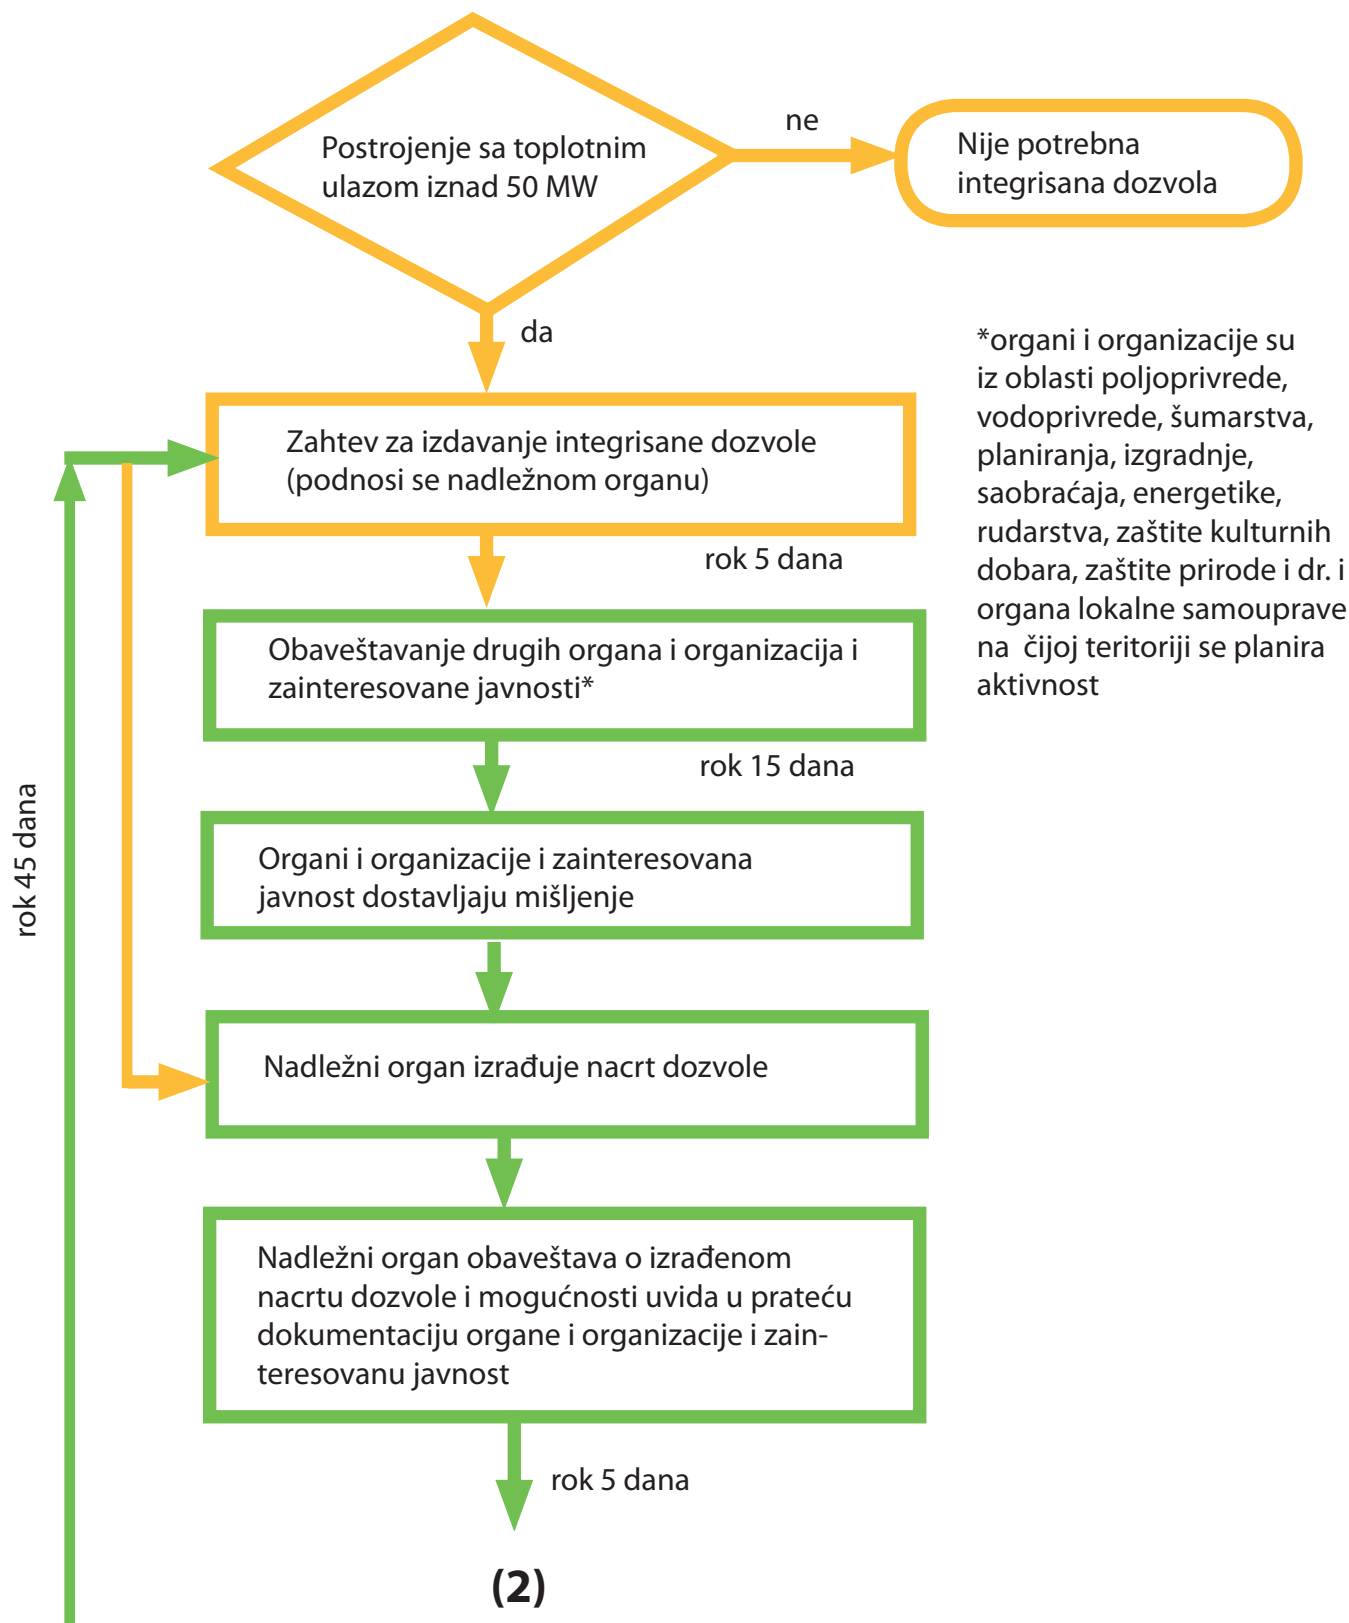 Postrojenje sa toplotnim
ulazom iznad 50 MW
ne
Nije potrebna
integrisana dozvola
da
*organi i organizacije su
iz oblasti poljoprivrede,
vodoprivrede, šumarstva,
planiranja, izgradnje,
saobraćaja, energetike,
rudarstva, zaštite kulturnih
dobara, zaštite prirode i dr. i
organa lokalne samouprave
na čijoj teritoriji se planira
aktivnost
Zahtev za izdavanje integrisane dozvole
(podnosi se nadležnom organu)
rok 5 dana
Obaveštavanje drugih organa i organizacija i
zainteresovane javnosti*
rok 15 dana
rok 45 dana
Organi i organizacije i zainteresovana
javnost dostavljaju mišljenje
Nadležni organ izrađuje nacrt dozvole
Nadležni organ obaveštava o izrađenom
nacrtu dozvole i mogućnosti uvida u prateću
dokumentaciju organe i organizacije i zain-
teresovanu javnost
rok 5 dana
(2)